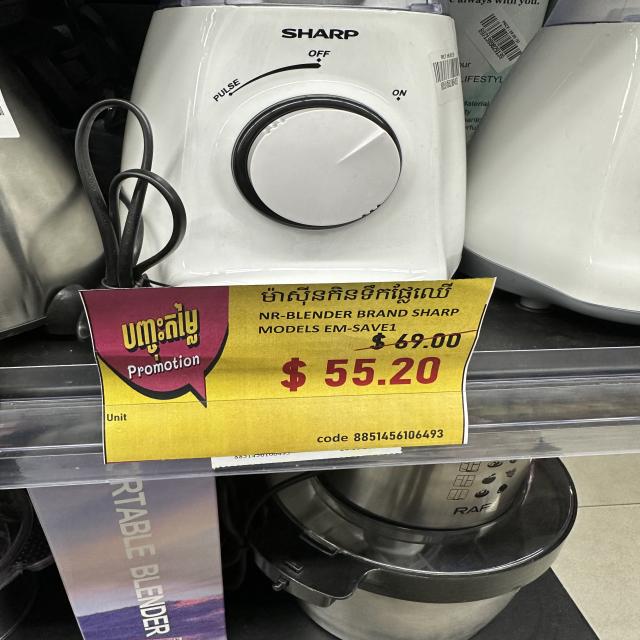 SHARP
OFF
PULSE
ON
LIFESTYL
ម៉ាស៊ីនកិនទឹកផ្លែឈើ
NR-BLENDER BRAND SHARP
MODELS EM-SAVE1
បញ្ចុះតម្លៃ
Promotion
$ 69.00
$ 55.20
Unit
code 8851456106493
8851456106493
RTABLE BLENDER
RAF